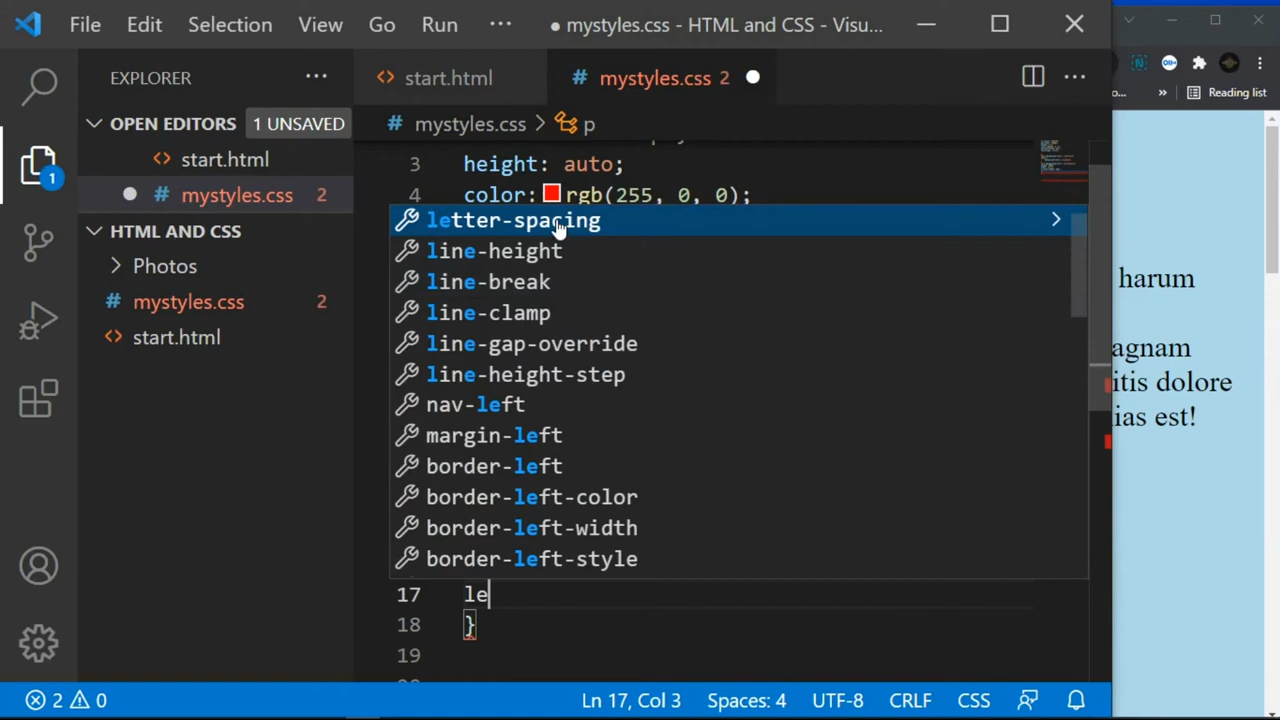 File Edit Selection View Go Run ··· ● mystyles.css - HTML and CSS - Visu...
EXPLORER ···
start.html
# mystyles.css 2
Reading list
OPEN EDITORS 1 UNSAVED
start.html
# mystyles.css 2
HTML AND CSS
Photos
# mystyles.css 2
start.html
1
# mystyles.css > p
3 height: auto;
4 color: rgb(255, 0, 0);
letter-spacing
line-height
line-break
line-clamp
line-gap-override
line-height-step
nav-left
margin-left
border-left
border-left-color
border-left-width
border-left-style
17 le
18 }
19
harum
agnam
itis dolore
ias est!
2 0 Ln 17, Col 3 Spaces: 4 UTF-8 CRLF CSS